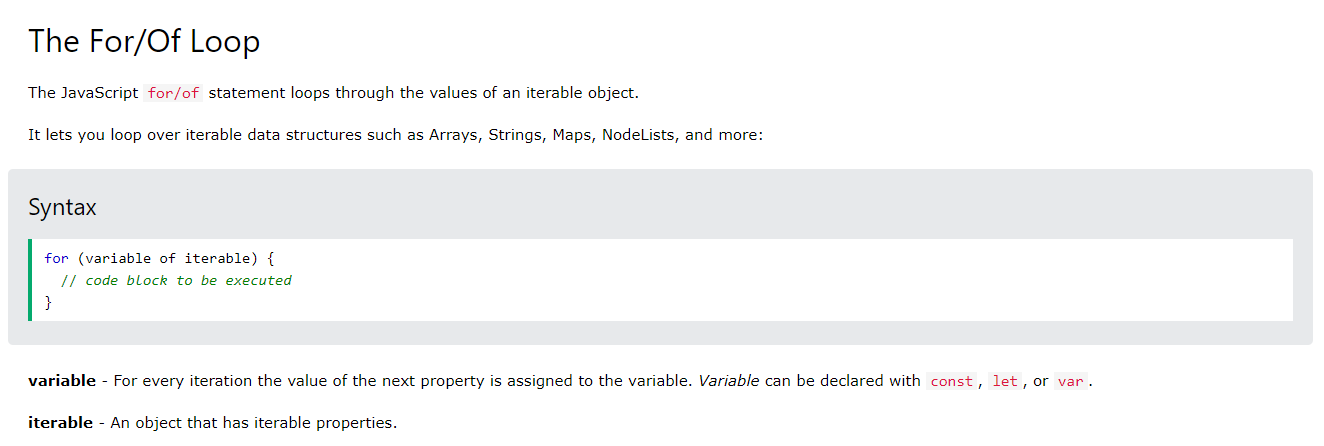 The For/Of Loop
The JavaScript for/of statement loops through the values of an iterable object.
It lets you loop over iterable data structures such as Arrays, Strings, Maps, NodeLists, and more:
Syntax
for (variable of iterable) {
  // code block to be executed
}
variable - For every iteration the value of the next property is assigned to the variable. Variable can be declared with const, let, or var.
iterable - An object that has iterable properties.